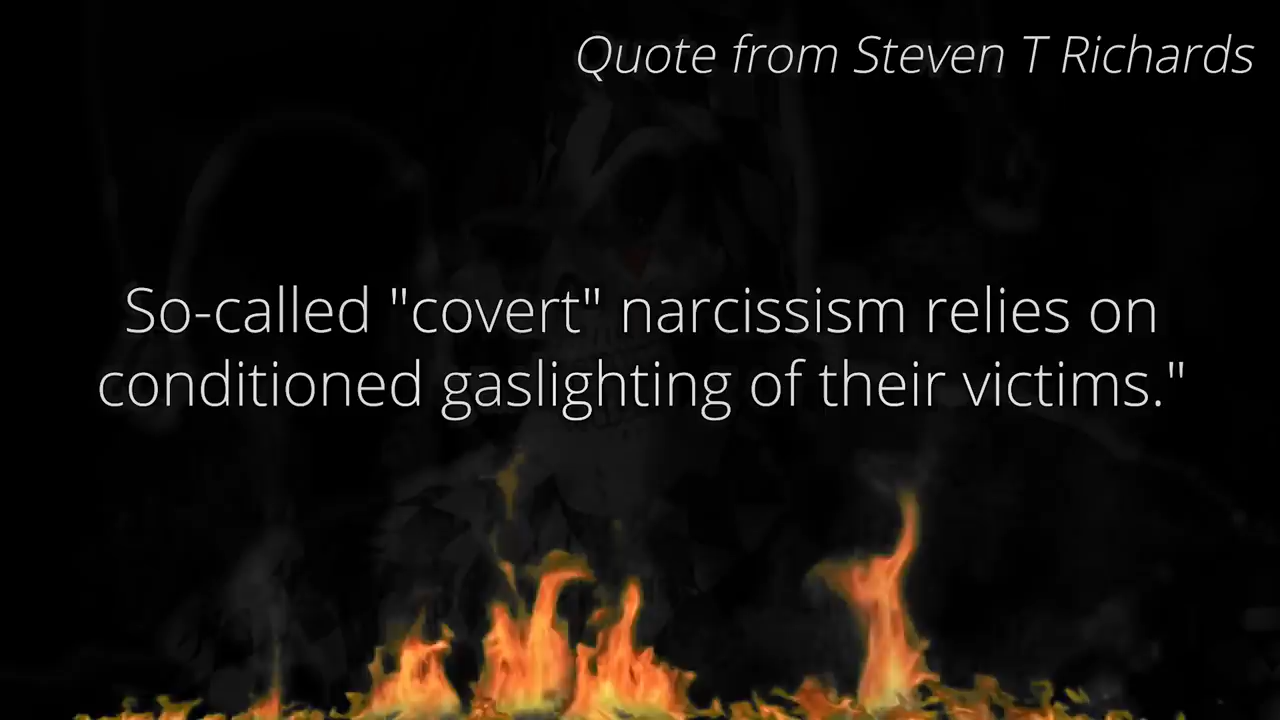 Quote from Steven T Richards
So-called "covert" narcissism relies on
conditioned gaslighting of their victims."